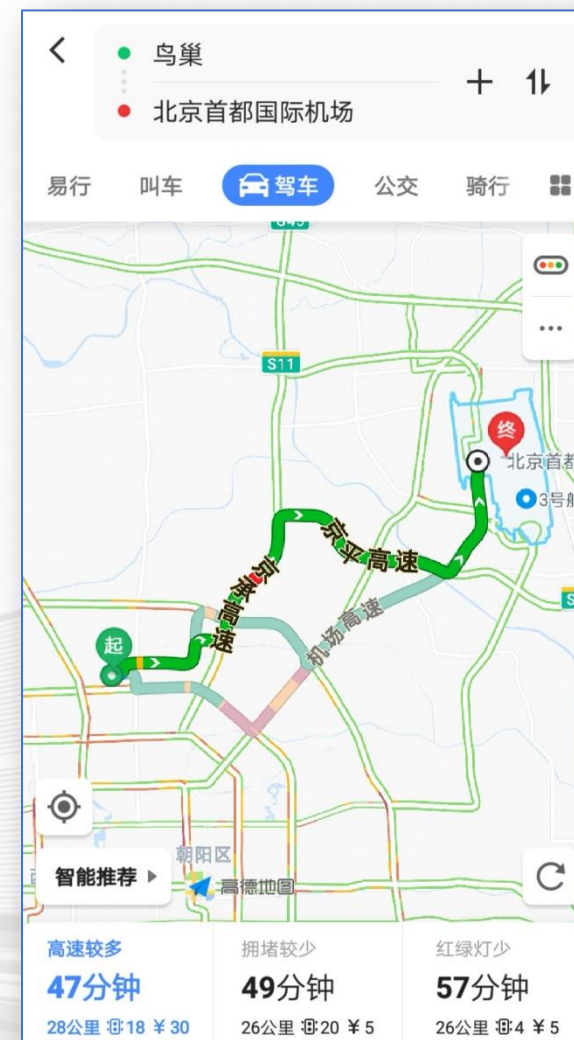 鸟巢
北京首都国际机场
易行 叫车 驾车 公交 骑行
S11
终
北京首都
3号航
京平高速
京承高速
机场高速
起
朝阳区
智能推荐
高德地图
高速较多 拥堵较少 红绿灯少
47分钟 49分钟 57分钟
28公里 18 ¥30 26公里 20 ¥5 26公里 4 ¥5